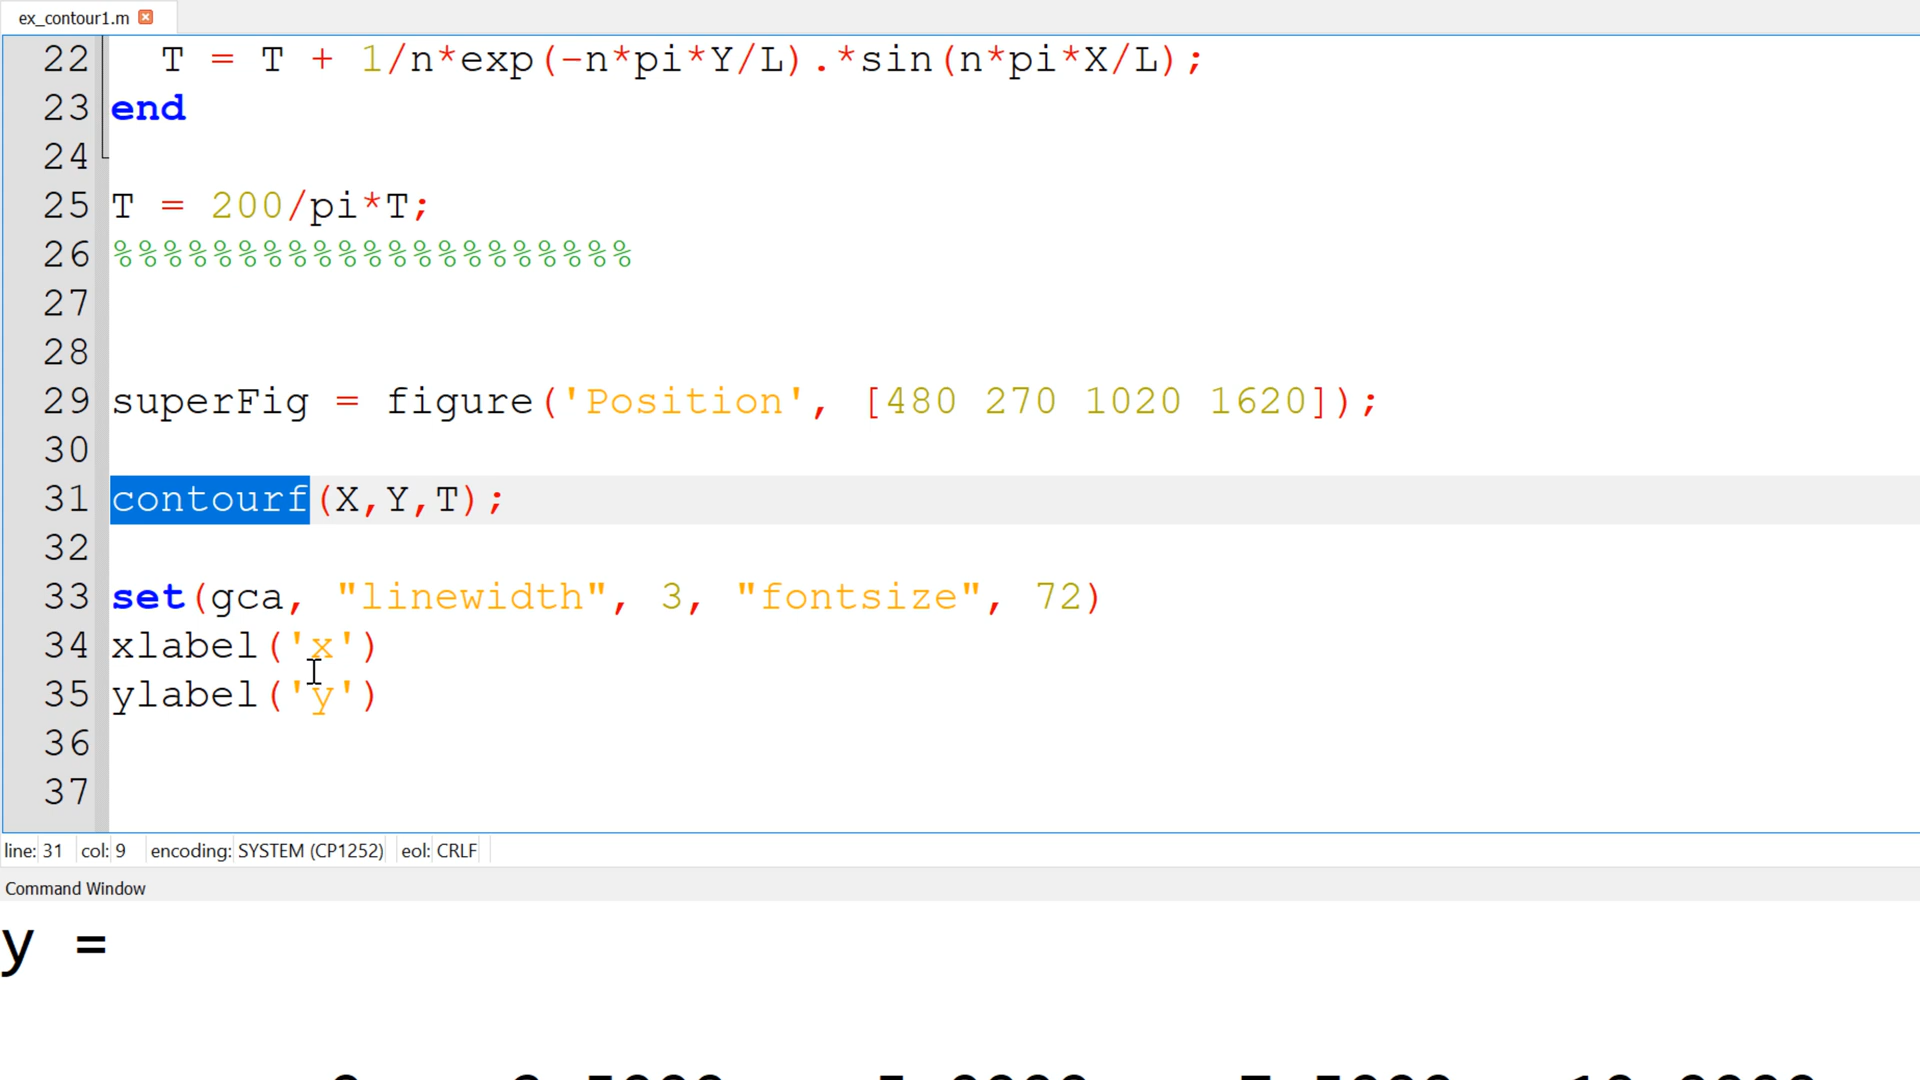 ex_contour1.m
22 T = T + 1/n*exp(-n*pi*Y/L).*sin(n*pi*X/L);
23 end
24
25 T = 200/pi*T;
26 %%%%%%%%%%%%%%%%%%%%%
27
28
29 superFig = figure('Position', [480 270 1020 1620]);
30
31 contourf(X,Y,T);
32
33 set(gca, "linewidth", 3, "fontsize", 72)
34 xlabel('x')
35 ylabel('y')
36
37
line: 31 col: 9 encoding: SYSTEM (CP1252) eol: CRLF
Command Window
y =